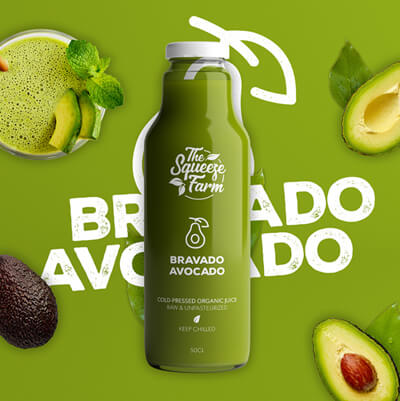 The
Squeeze
Farm
BRAVADO
AVOCADO
BRAVADO
AVOCADO
COLD-PRESSED ORGANIC JUICE
RAW & UNPASTEURIZED
KEEP CHILLED
50CL